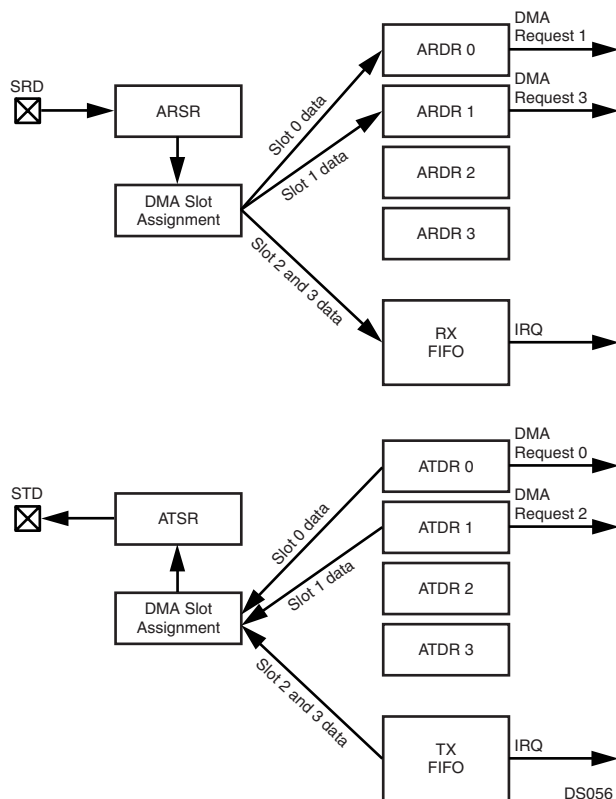 SRD
ARSR
DMA Slot
Assignment
Slot 0 data
Slot 1 data
Slot 2 and 3 data
ARDR 0
DMA
Request 1
ARDR 1
DMA
Request 3
ARDR 2
ARDR 3
RX
FIFO
IRQ
STD
ATSR
DMA Slot
Assignment
Slot 0 data
Slot 1 data
Slot 2 and 3 data
ATDR 0
DMA
Request 0
ATDR 1
DMA
Request 2
ATDR 2
ATDR 3
TX
FIFO
IRQ
DS056